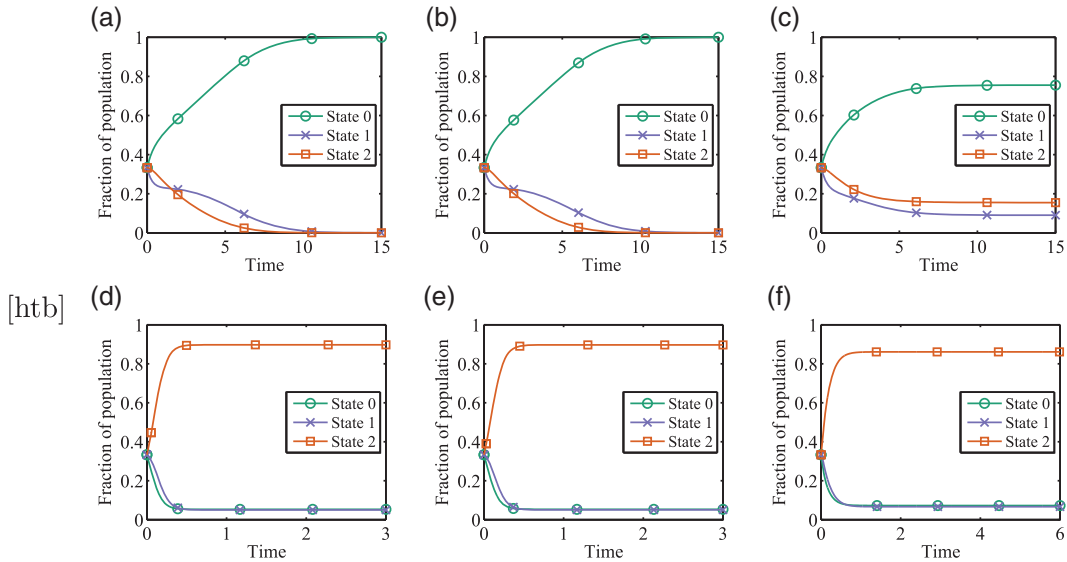 (a)
1
0.8
0.6
0.4
0.2
0
0 5 10 15
Fraction of population
Time
State 0
State 1
State 2
(b)
1
0.8
0.6
0.4
0.2
0
0 5 10 15
Fraction of population
Time
State 0
State 1
State 2
(c)
1
0.8
0.6
0.4
0.2
0
0 5 10 15
Fraction of population
Time
State 0
State 1
State 2
[htb]
(d)
1
0.8
0.6
0.4
0.2
0
0 1 2 3
Fraction of population
Time
State 0
State 1
State 2
(e)
1
0.8
0.6
0.4
0.2
0
0 1 2 3
Fraction of population
Time
State 0
State 1
State 2
(f)
1
0.8
0.6
0.4
0.2
0
0 2 4 6
Fraction of population
Time
State 0
State 1
State 2